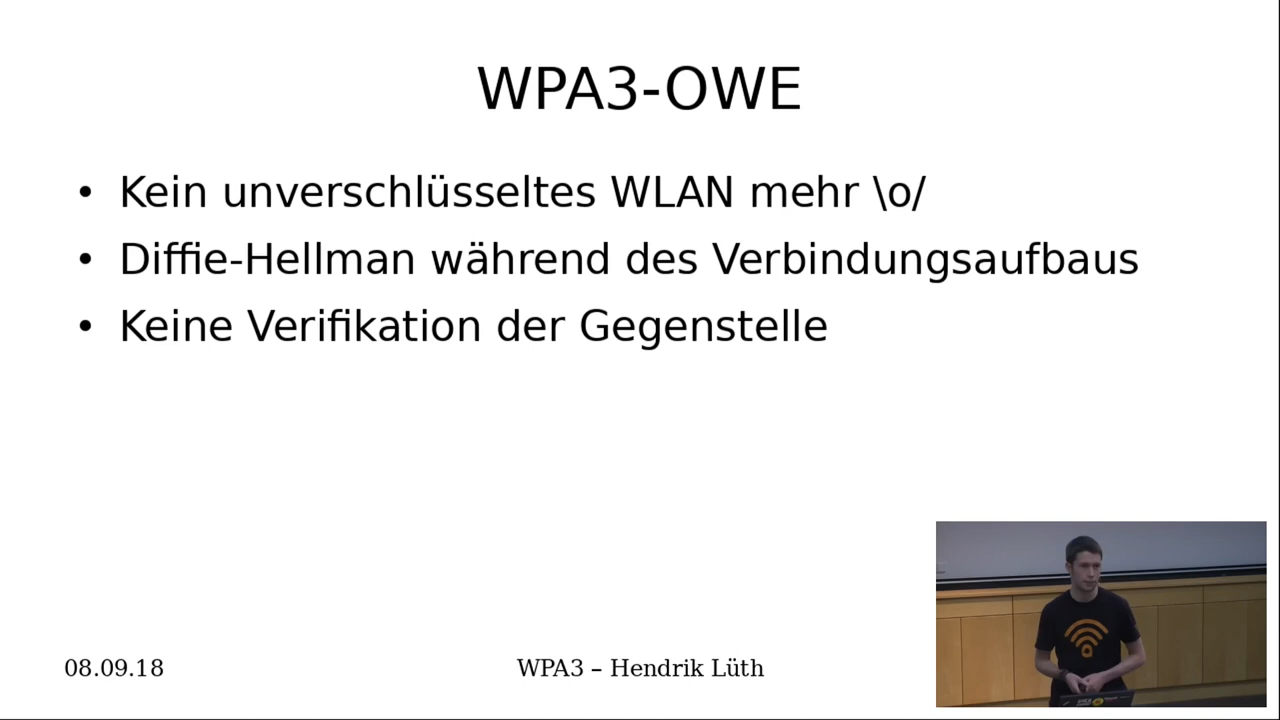 WPA3-OWE
• Kein unverschlüsseltes WLAN mehr \o/
• Diffie-Hellman während des Verbindungsaufbaus
• Keine Verifikation der Gegenstelle
08.09.18
WPA3 – Hendrik Lüth